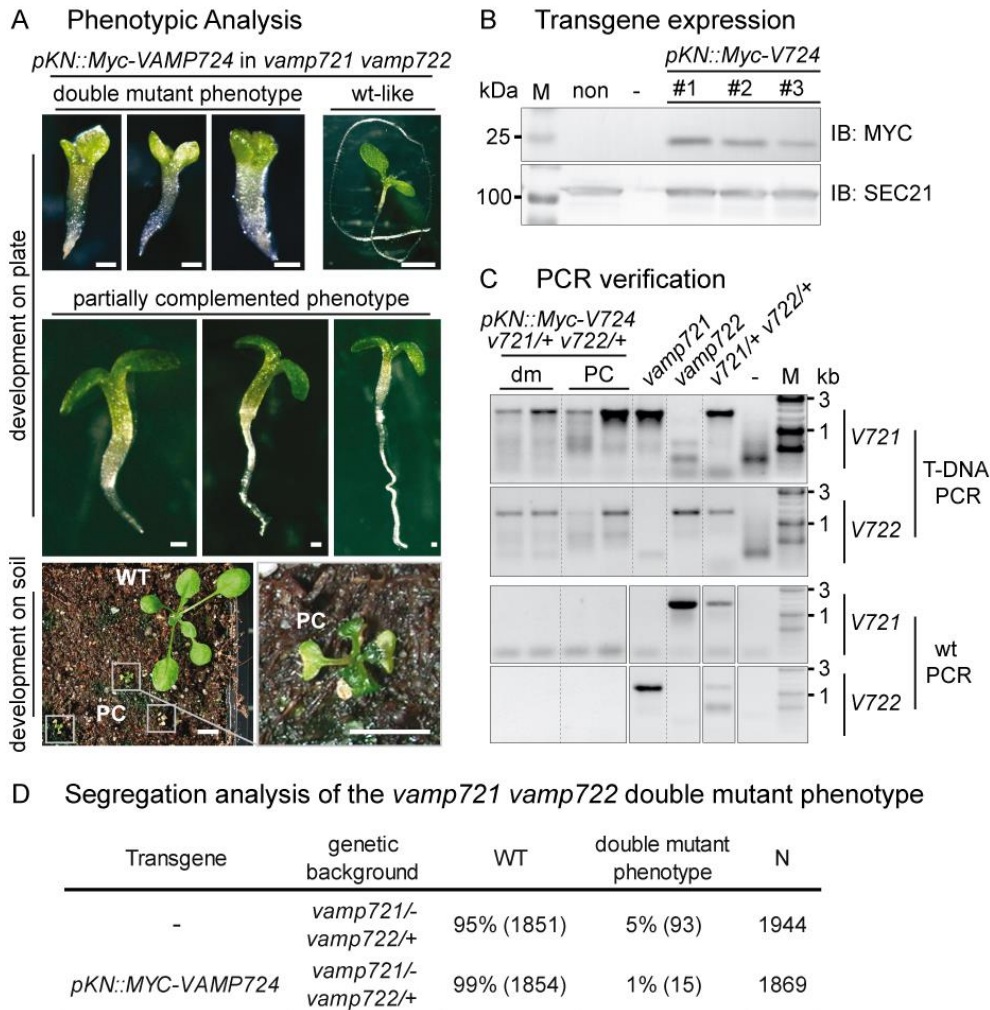 A Phenotypic Analysis
pKN::Myc-VAMP724 in vamp721 vamp722
double mutant phenotype
wt-like
partially complemented phenotype
development on plate
development on soil
WT
PC
PC
B Transgene expression
pKN::Myc-V724
kDa M non - #1 #2 #3
25
IB: MYC
100
IB: SEC21
C PCR verification
pKN::Myc-V724
v721/+ v722/+
dm PC
vamp721
vamp722
v721/+ v722/+
- M kb
3
1
V721
3
1
V722
T-DNA
PCR
3
1
V721
3
1
V722
wt
PCR
D Segregation analysis of the vamp721 vamp722 double mutant phenotype
Transgene genetic background WT double mutant phenotype N
- vamp721/- vamp722/+ 95% (1851) 5% (93) 1944
pKN::MYC-VAMP724 vamp721/- vamp722/+ 99% (1854) 1% (15) 1869